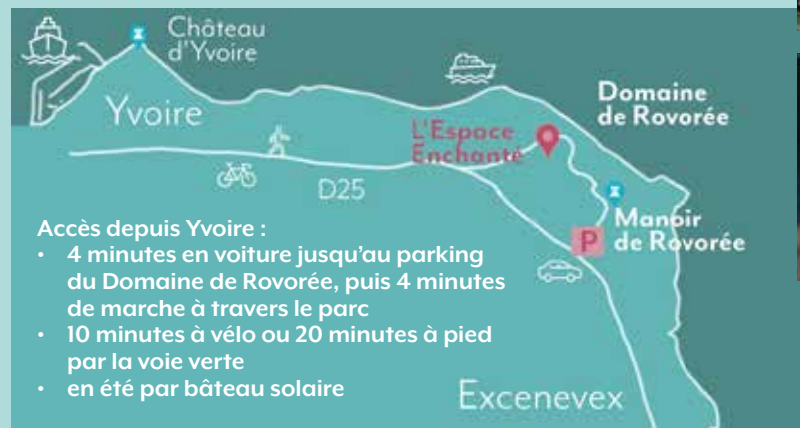 Château
d'Yvoire
Yvoire
Domaine
de Rovorée
L'Espace
Enchanté
D25
Manoir
de Rovorée
P
Accès depuis Yvoire :
• 4 minutes en voiture jusqu'au parking
du Domaine de Rovorée, puis 4 minutes
de marche à travers le parc
• 10 minutes à vélo ou 20 minutes à pied
par la voie verte
• en été par bâteau solaire
Excenevex